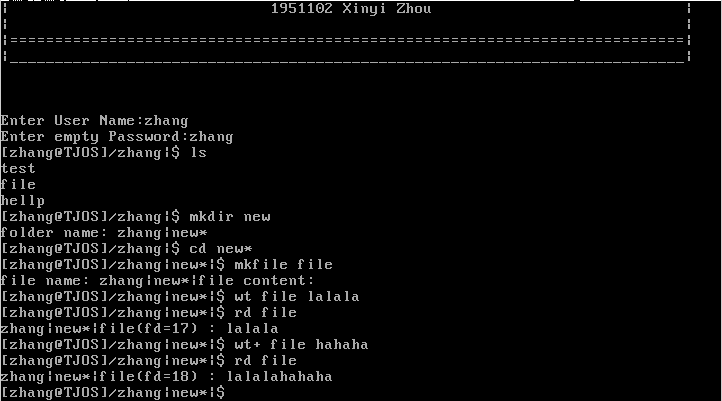 ¦ 1951102 Xinyi Zhou ¦
¦ ¦
¦===========================================================================¦
¦___________________________________________________________________________¦
Enter User Name:zhang
Enter empty Password:zhang
[zhang@TJOS]/zhang¦$ ls
test
file
hellp
[zhang@TJOS]/zhang¦$ mkdir new
folder name: zhang¦new*
[zhang@TJOS]/zhang¦$ cd new*
[zhang@TJOS]/zhang¦new*¦$ mkfile file
file name: zhang¦new*¦file content:
[zhang@TJOS]/zhang¦new*¦$ wt file lalala
[zhang@TJOS]/zhang¦new*¦$ rd file
zhang¦new*¦file(fd=17) : lalala
[zhang@TJOS]/zhang¦new*¦$ wt+ file hahaha
[zhang@TJOS]/zhang¦new*¦$ rd file
zhang¦new*¦file(fd=18) : lalalahahaha
[zhang@TJOS]/zhang¦new*¦$